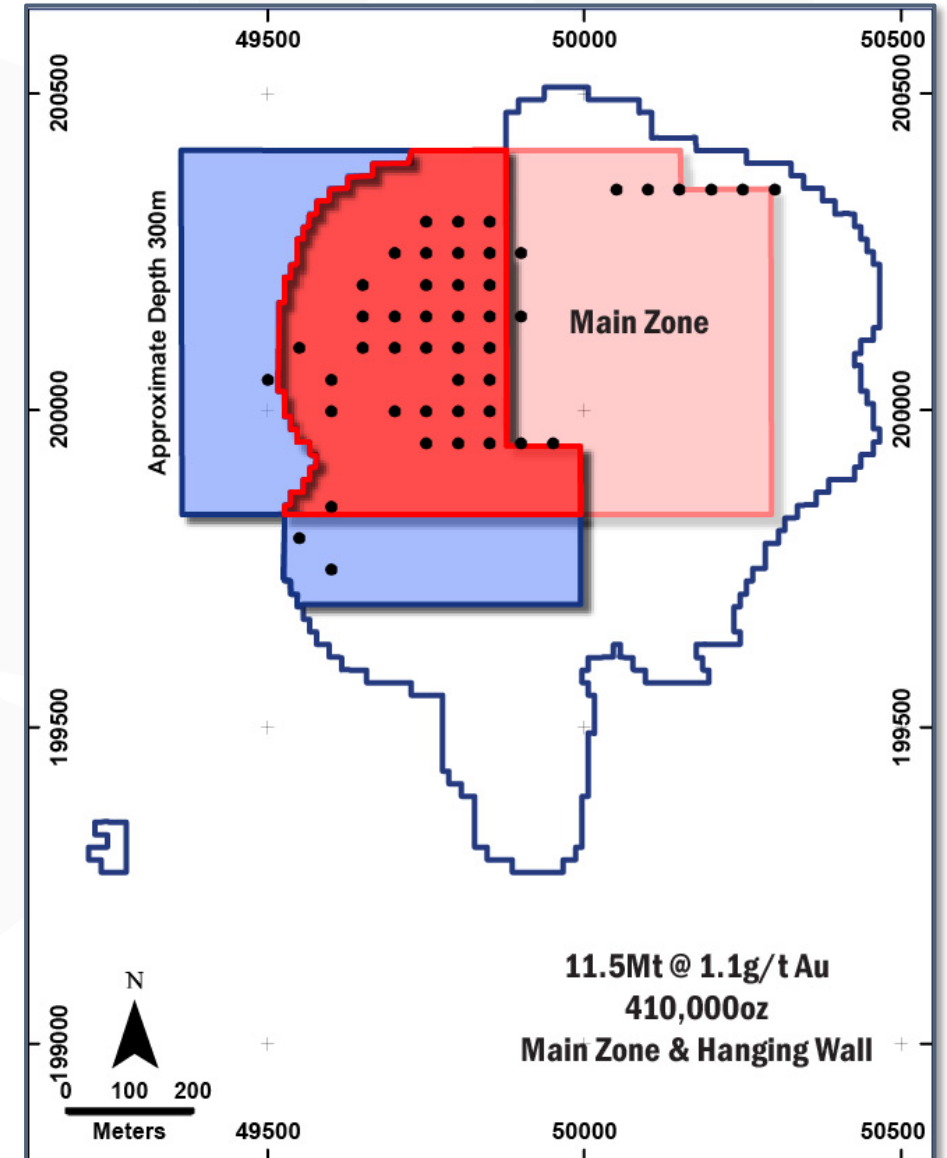 49500 50000 50500
200500 200500
Approximate Depth 300m
Main Zone
200000 200000
199500 199500
11.5Mt @ 1.1g/t Au
410,000oz
Main Zone & Hanging Wall
N
199000
0 100 200
Meters
49500 50000 50500